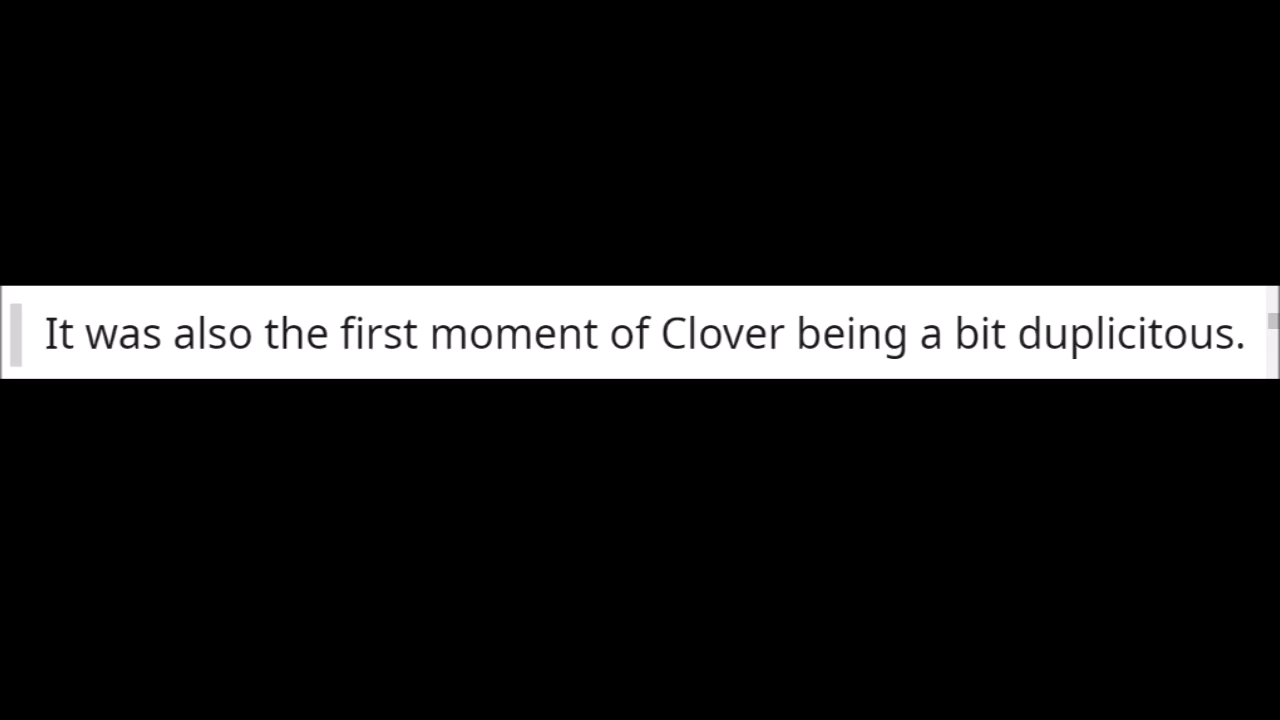 It was also the first moment of Clover being a bit duplicitous.